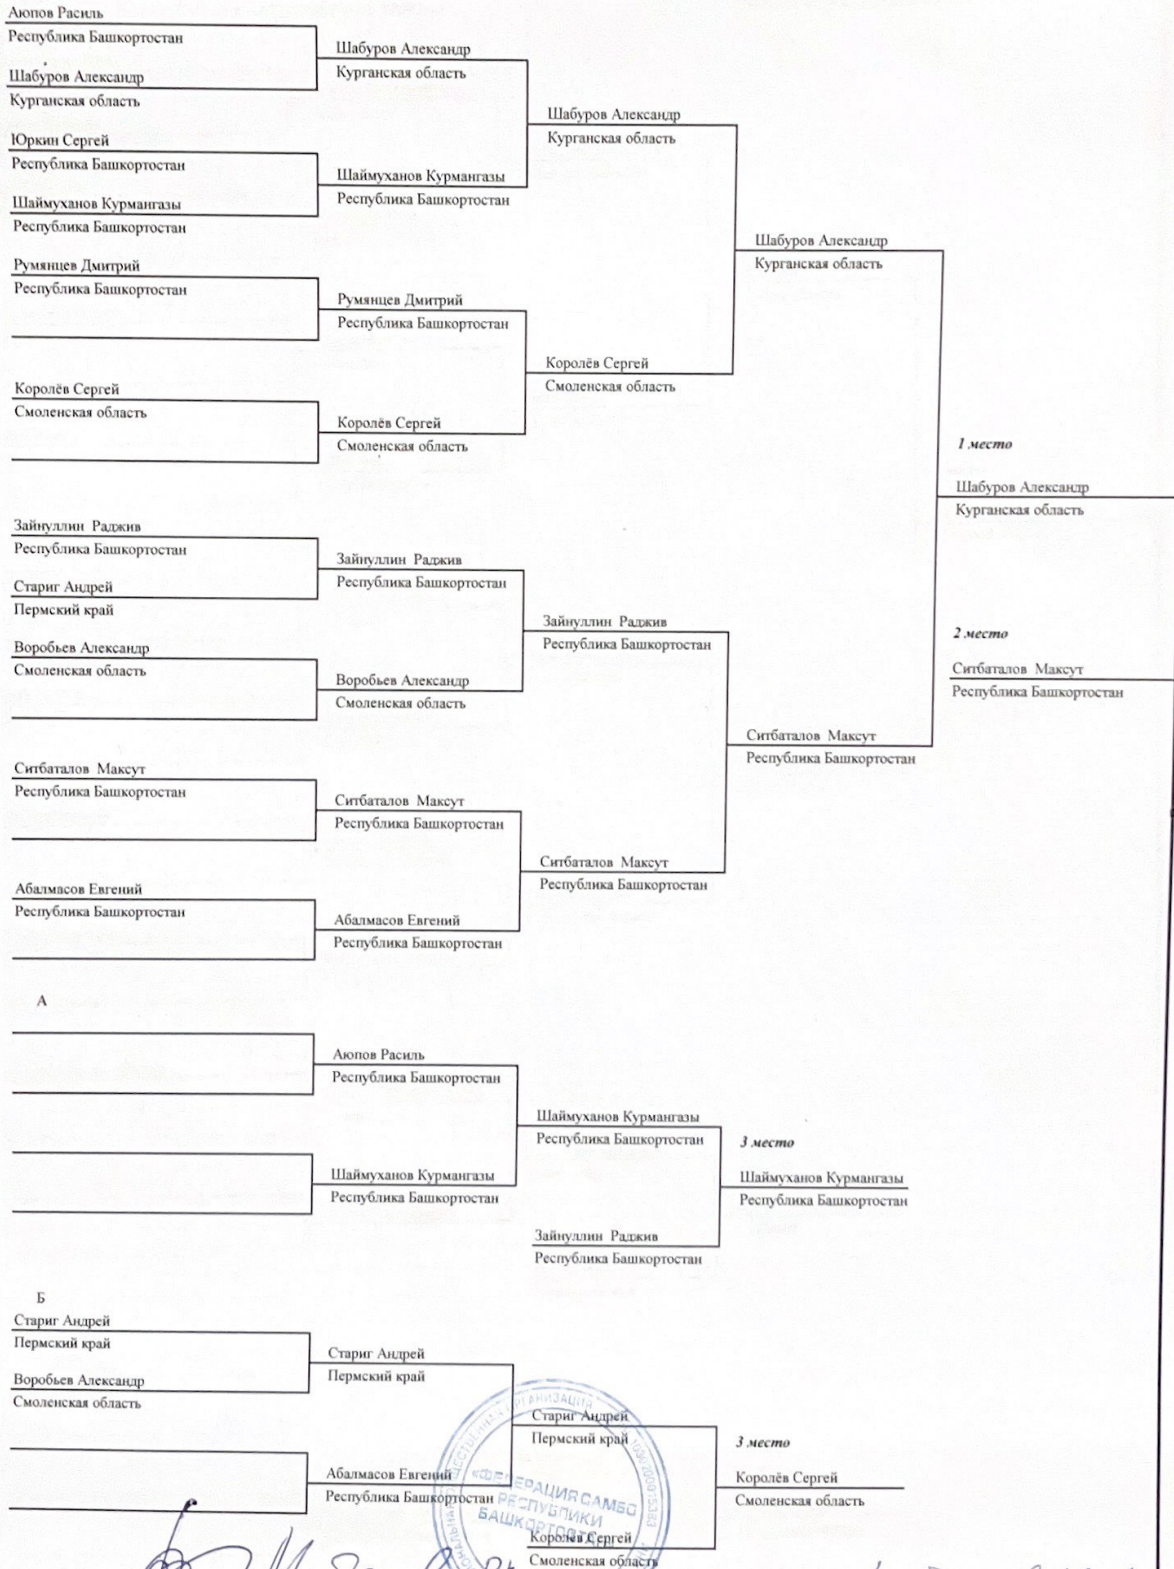 Аюпов Расиль
Республика Башкортостан
Шабуров Александр
Курганская область
Юркин Сергей
Республика Башкортостан
Шаймуханов Курмангазы
Республика Башкортостан
Румянцев Дмитрий
Республика Башкортостан
Королёв Сергей
Смоленская область
Зайнуллин Раджив
Республика Башкортостан
Стариг Андрей
Пермский край
Воробьев Александр
Смоленская область
Ситбаталов Максут
Республика Башкортостан
Абалмасов Евгений
Республика Башкортостан
Шабуров Александр
Курганская область
Шаймуханов Курмангазы
Республика Башкортостан
Румянцев Дмитрий
Республика Башкортостан
Королёв Сергей
Смоленская область
Зайнуллин Раджив
Республика Башкортостан
Воробьев Александр
Смоленская область
Ситбаталов Максут
Республика Башкортостан
Абалмасов Евгений
Республика Башкортостан
Шабуров Александр
Курганская область
Королёв Сергей
Смоленская область
Зайнуллин Раджив
Республика Башкортостан
Ситбаталов Максут
Республика Башкортостан
Шабуров Александр
Курганская область
Ситбаталов Максут
Республика Башкортостан
1 место
Шабуров Александр
Курганская область
2 место
Ситбаталов Максут
Республика Башкортостан
А
Аюпов Расиль
Республика Башкортостан
Шаймуханов Курмангазы
Республика Башкортостан
Шаймуханов Курмангазы
Республика Башкортостан
Зайнуллин Раджив
Республика Башкортостан
3 место
Шаймуханов Курмангазы
Республика Башкортостан
Б
Стариг Андрей
Пермский край
Воробьев Александр
Смоленская область
Стариг Андрей
Пермский край
Абалмасов Евгений
Республика Башкортостан
Стариг Андрей
Пермский край
Королёв Сергей
Смоленская область
3 место
Королёв Сергей
Смоленская область
«ФЕДЕРАЦИЯ САМБО
РЕСПУБЛИКИ
БАШКОРТОСТАН»
ОБЩЕСТВЕННАЯ ОРГАНИЗАЦИЯ